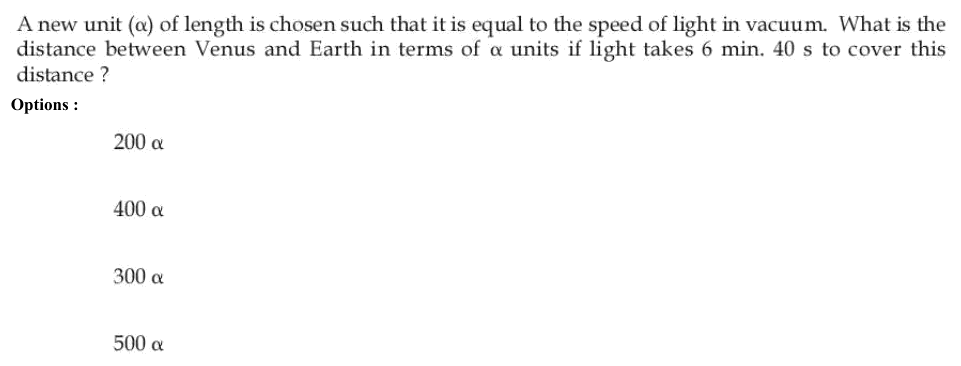 A new unit (α) of length is chosen such that it is equal to the speed of light in vacuum. What is the
distance between Venus and Earth in terms of α units if light takes 6 min. 40 s to cover this
distance ?
Options :
200 α
400 α
300 α
500 α